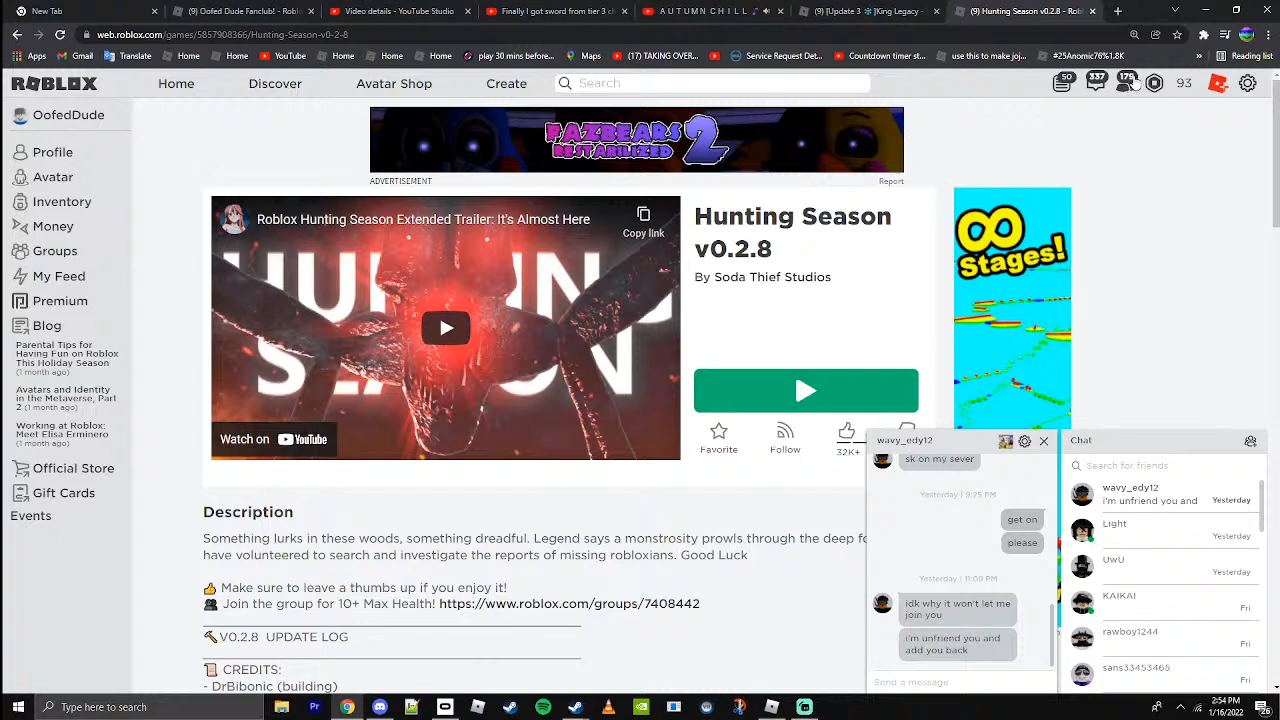 New Tab
(9) Oofed Dude Fanclub! - Roblo
Video details - YouTube Studio
Finally I got sword from tier 3 c
A U T U M N C H I L L
(9) [Update 3 ]King Legacy
(9) [Hunting Season v0.2.8 - Ro
web.roblox.com/games/5857908366/Hunting-Season-v0-2-8
Apps
Gmail
Translate
Home
Home
YouTube
Home
Home
Home
play 30 mins before...
Maps
(17) TAKING OVER...
Service Request Det...
Countdown timer st...
use this to make joj...
#25Anomic76%1.8K
»
Reading list
ROBLOX
Home
Discover
Avatar Shop
Create
Search
50
337
179
93
OofedDude
Profile
Avatar
Inventory
Money
Groups
My Feed
Premium
Blog
Parental Tips for
Having Fun on Roblox
This Holiday Season
(1 month ago)
Avatars and Identity
in the Metaverse, Part
2 (1 month ago)
Working at Roblox:
Meet Elisa Erminero
(1 month ago)
Official Store
Gift Cards
Events
PAZBEARS
RESTABILIZED 2
ADVERTISEMENT
Report
Roblox Hunting Season Extended Trailer: It's Almost Here
Copy link
HUNTING
SEASON
Watch on YouTube
Hunting Season
v0.2.8
By Soda Thief Studios
Favorite
Follow
32K+
∞
Stages!
Description
Something lurks in these woods, something dreadful. Legend says a monstrosity prowls through the deep fo
have volunteered to search and investigate the reports of missing robloxians. Good Luck
👍 Make sure to leave a thumbs up if you enjoy it!
👥 Join the group for 10+ Max Health! https://www.roblox.com/groups/7408442
🔨V0.2.8 UPDATE LOG
📜 CREDITS:
- DrBibonic (building)
wavy_edy12
sk on my sever
Yesterday | 9:25 PM
get on
please
Yesterday | 11:09 PM
idk why it won't let me
join you
i'm unfriend you and
add you back
Send a message
Chat
Search for friends
wavy_edy12
i'm unfriend you and
Yesterday
Light
Yesterday
UwU
Yesterday
KAIKAI
Fri
rawboy1244
Fri
sans33453465
Fri
Type here to search
Pr
2:54 PM
1/16/2022